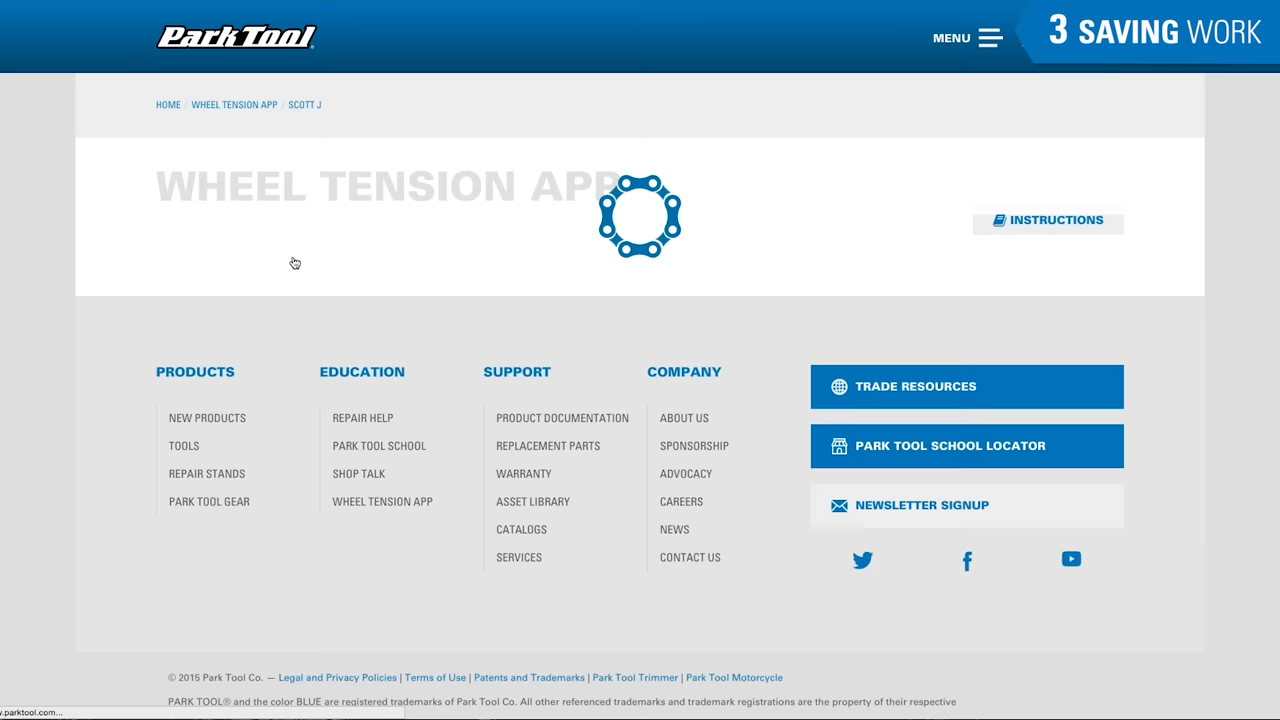 Park Tool
MENU
3 SAVING WORK
HOME / WHEEL TENSION APP / SCOTT J
WHEEL TENSION APP
INSTRUCTIONS
PRODUCTS
NEW PRODUCTS
TOOLS
REPAIR STANDS
PARK TOOL GEAR
EDUCATION
REPAIR HELP
PARK TOOL SCHOOL
SHOP TALK
WHEEL TENSION APP
SUPPORT
PRODUCT DOCUMENTATION
REPLACEMENT PARTS
WARRANTY
ASSET LIBRARY
CATALOGS
SERVICES
COMPANY
ABOUT US
SPONSORSHIP
ADVOCACY
CAREERS
NEWS
CONTACT US
TRADE RESOURCES
PARK TOOL SCHOOL LOCATOR
NEWSLETTER SIGNUP
© 2015 Park Tool Co. — Legal and Privacy Policies | Terms of Use | Patents and Trademarks | Park Tool Trimmer | Park Tool Motorcycle
PARK TOOL® and the color BLUE are registered trademarks of Park Tool Co. All other referenced trademarks and trademark registrations are the property of their respective
w.parktool.com...